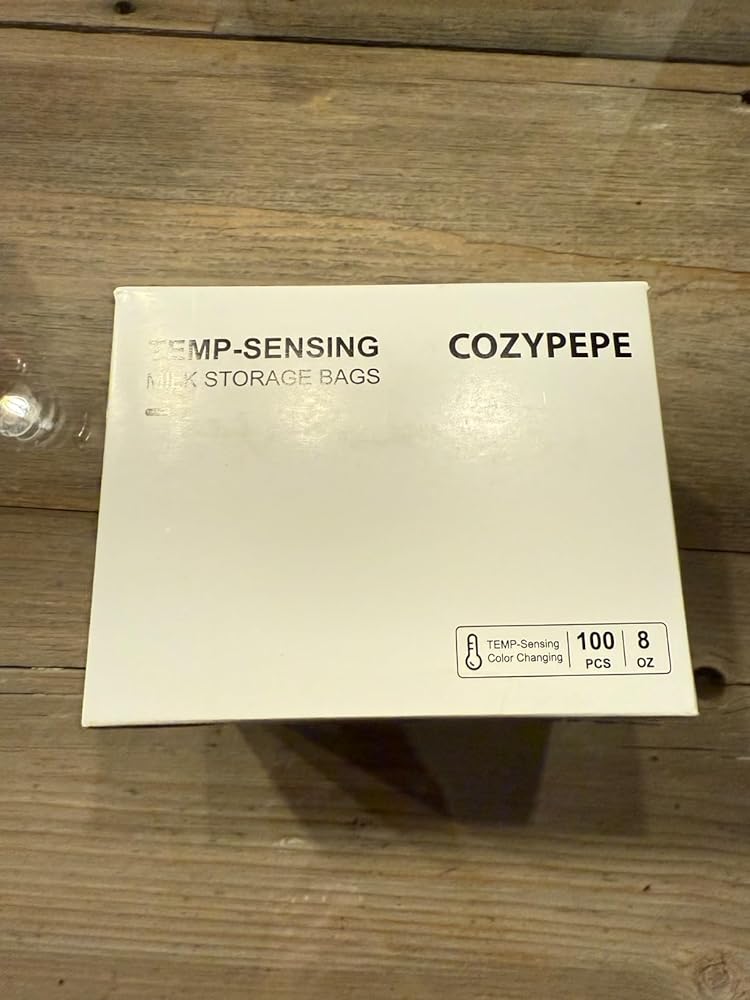 TEMP-SENSING
MILK STORAGE BAGS
COZYPEPE
TEMP-Sensing
Color Changing
100
PCS
8
OZ